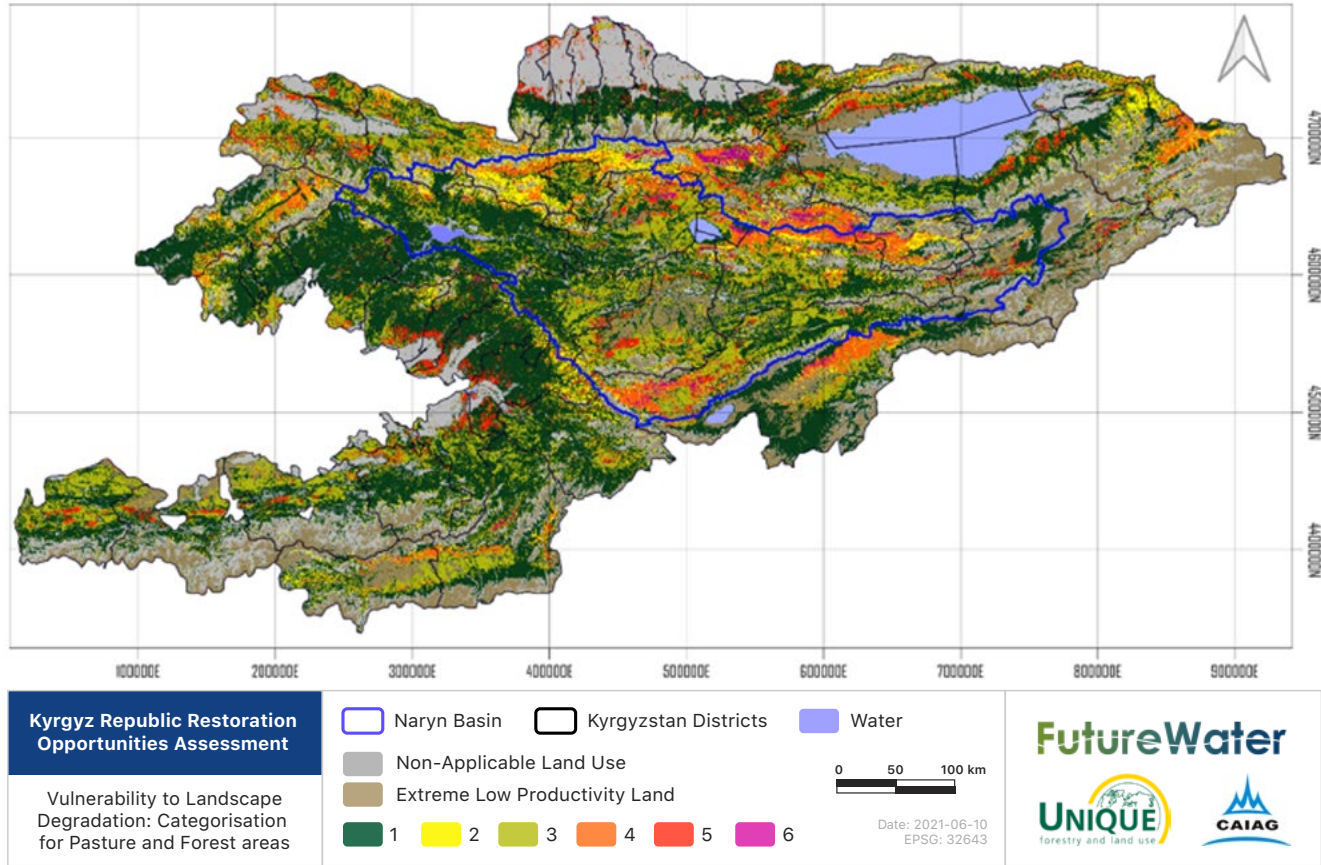 4700000N
4600000N
4500000N
4400000N
100000E 200000E 300000E 400000E 500000E 600000E 700000E 800000E 900000E
Kyrgyz Republic Restoration
Opportunities Assessment
Vulnerability to Landscape
Degradation: Categorisation
for Pasture and Forest areas
Naryn Basin Kyrgyzstan Districts Water
Non-Applicable Land Use
Extreme Low Productivity Land
1 2 3 4 5 6
0 50 100 km
Date: 2021-06-10
EPSG: 32643
FutureWater
UNIQUE
forestry and land use
CAIAG